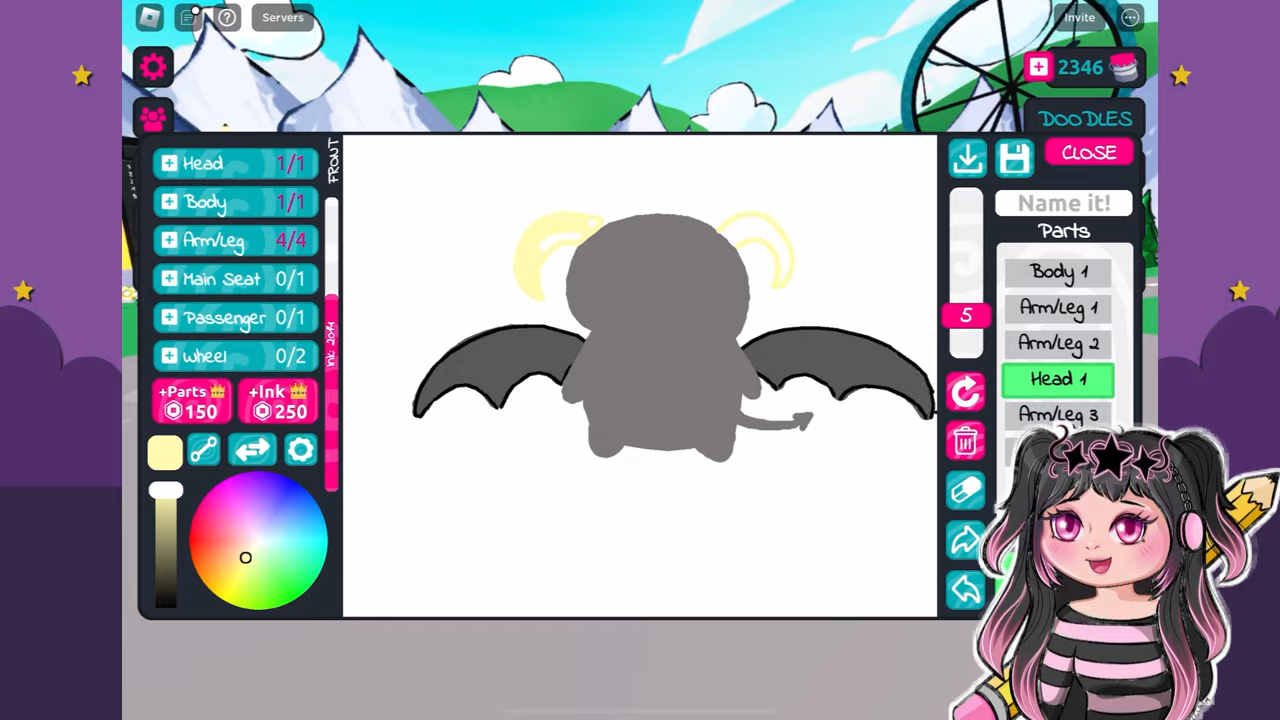 Servers
Invite
2346
DOODLES
CLOSE
Head 1/1
Body 1/1
Arm/Leg 4/4
Main Seat 0/1
Passenger 0/1
Wheel 0/2
+Parts
150
+Ink
250
FRONT
Ink: 2014
5
Name it!
Parts
Body 1
Arm/Leg 1
Arm/Leg 2
Head 1
Arm/Leg 3